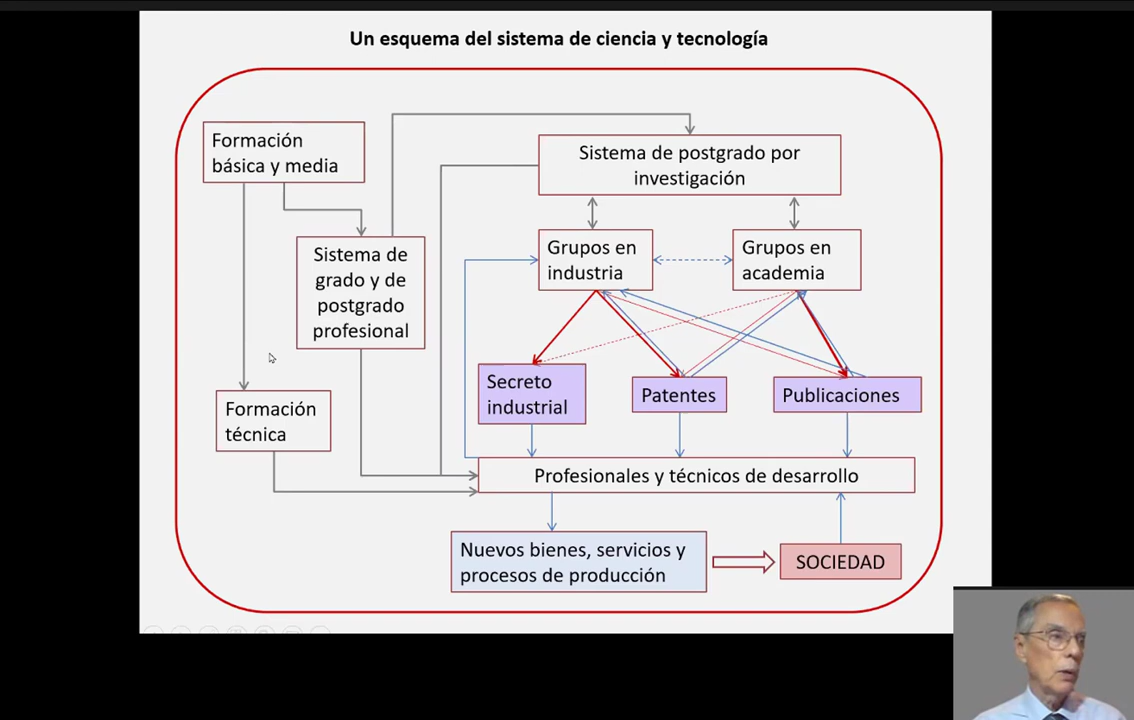 Un esquema del sistema de ciencia y tecnología
Formación
básica y media
Sistema de postgrado por
investigación
Sistema de
grado y de
postgrado
profesional
Grupos en
industria
Grupos en
academia
Formación
técnica
Secreto
industrial
Patentes
Publicaciones
Profesionales y técnicos de desarrollo
Nuevos bienes, servicios y
procesos de producción
SOCIEDAD